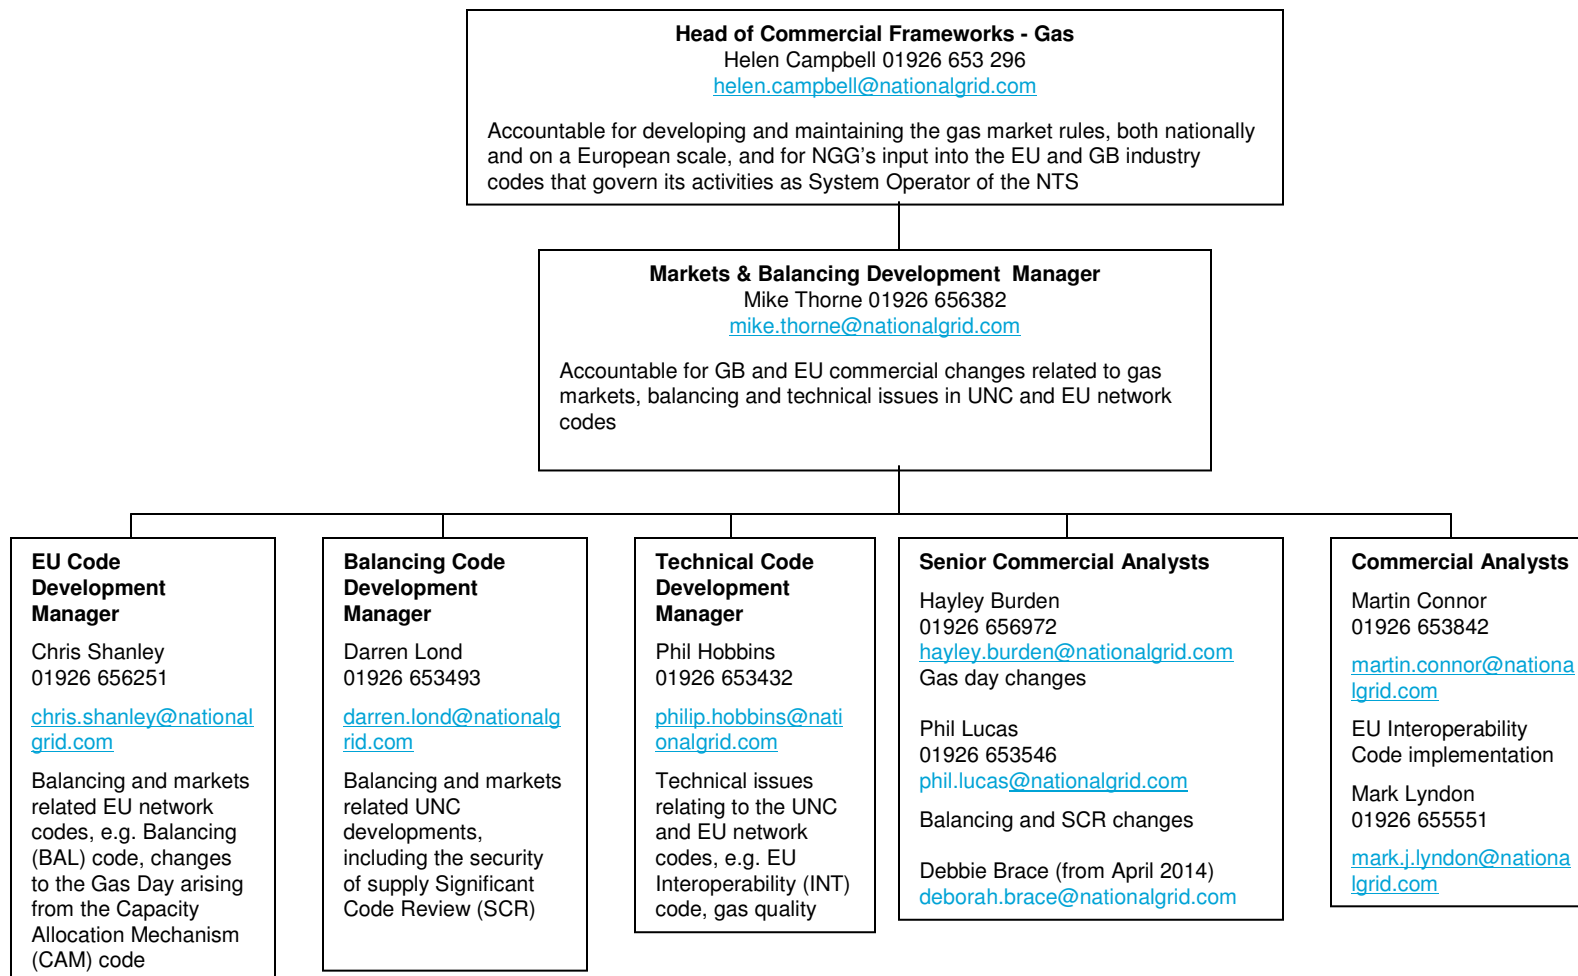 Head of Commercial Frameworks - Gas
Helen Campbell 01926 653 296
helen.campbell@nationalgrid.com
Accountable for developing and maintaining the gas market rules, both nationally
and on a European scale, and for NGG's input into the EU and GB industry
codes that govern its activities as System Operator of the NTS
Markets & Balancing Development  Manager
Mike Thorne 01926 656382
mike.thorne@nationalgrid.com
Accountable for GB and EU commercial changes related to gas
markets, balancing and technical issues in UNC and EU network
codes
EU Code
Development
Manager
Chris Shanley
01926 656251
chris.shanley@national
grid.com
Balancing and markets
related EU network
codes, e.g. Balancing
(BAL) code, changes
to the Gas Day arising
from the Capacity
Allocation Mechanism
(CAM) code
Balancing Code
Development
Manager
Darren Lond
01926 653493
darren.lond@nationalg
rid.com
Balancing and markets
related UNC
developments,
including the security
of supply Significant
Code Review (SCR)
Technical Code
Development
Manager
Phil Hobbins
01926 653432
philip.hobbins@nati
onalgrid.com
Technical issues
relating to the UNC
and EU network
codes, e.g. EU
Interoperability (INT)
code, gas quality
Senior Commercial Analysts
Hayley Burden
01926 656972
hayley.burden@nationalgrid.com
Gas day changes
Phil Lucas
01926 653546
phil.lucas@nationalgrid.com
Balancing and SCR changes
Debbie Brace (from April 2014)
deborah.brace@nationalgrid.com
Commercial Analysts
Martin Connor
01926 653842
martin.connor@nationa
lgrid.com
EU Interoperability
Code implementation
Mark Lyndon
01926 655551
mark.j.lyndon@nationa
lgrid.com